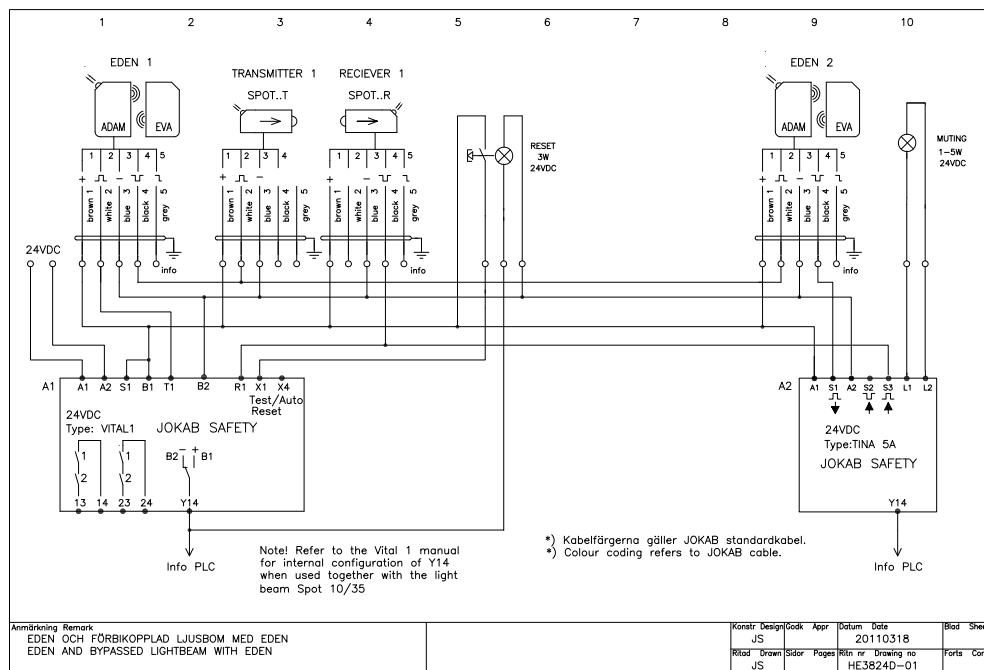 1 2 3 4 5 6 7 8 9 10
EDEN 1
ADAM EVA
TRANSMITTER 1
SPOT..T
RECIEVER 1
SPOT..R
RESET
3W
24VDC
EDEN 2
ADAM EVA
MUTING
1-5W
24VDC
1 2 3 4 5
1 2 3 4
1 2 3 4 5
1 2 3 4 5
+ -
+ -
+ -
+ -
1 2 3 4 5
brown white blue black grey
1 2 3 4 5
brown white blue black grey
1 2 3 4 5
brown white blue black grey
1 2 3 4 5
brown white blue black grey
24VDC
info
info
info
A1
A1 A2 S1 B1 T1 B2 R1 X1 X4
Test/Auto
Reset
24VDC
Type: VITAL1
JOKAB SAFETY
1 1
2 2
B2 - + B1
13 14 23 24 Y14
Info PLC
A2
A1 S1 A2 S2 S3 L1 L2
24VDC
Type:TINA 5A
JOKAB SAFETY
Y14
Info PLC
Note! Refer to the Vital 1 manual
for internal configuration of Y14
when used together with the light
beam Spot 10/35
*) Kabelfärgerna gäller JOKAB standardkabel.
*) Colour coding refers to JOKAB cable.
Anmärkning Remark
EDEN OCH FÖRBIKOPPLAD LJUSBOM MED EDEN
EDEN AND BYPASSED LIGHTBEAM WITH EDEN
Konstr Design Godk Appr Datum Date Blad Shee
JS 20110318
Ritad Drawn Sidor Pages Ritn nr Drawing no Forts Con
JS HE3824D-01